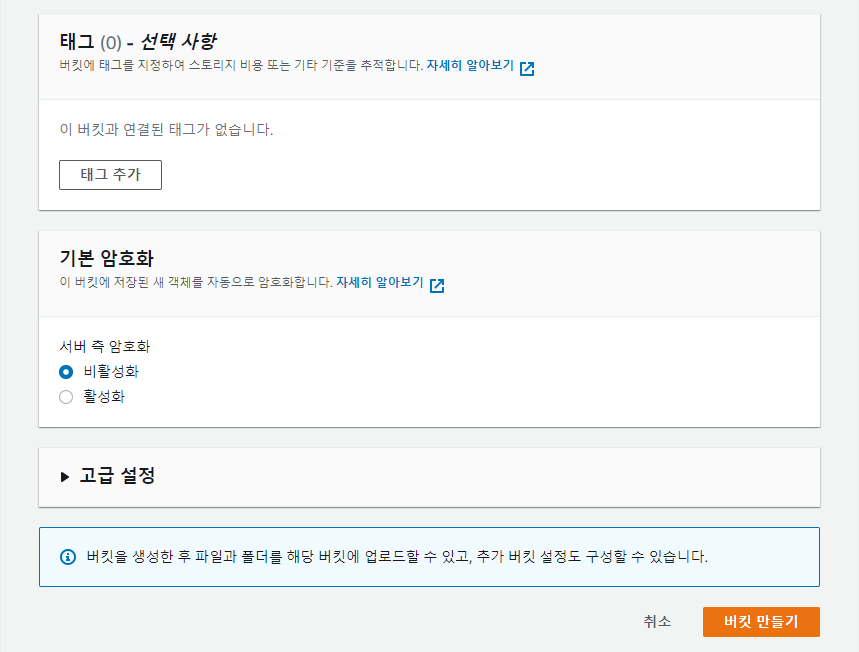 태그 (0) - 선택 사항
버킷에 태그를 지정하여 스토리지 비용 또는 기타 기준을 추적합니다. 자세히 알아보기
이 버킷과 연결된 태그가 없습니다.
태그 추가
기본 암호화
이 버킷에 저장된 새 객체를 자동으로 암호화합니다. 자세히 알아보기
서버 측 암호화
비활성화
활성화
고급 설정
버킷을 생성한 후 파일과 폴더를 해당 버킷에 업로드할 수 있고, 추가 버킷 설정도 구성할 수 있습니다.
취소
버킷 만들기